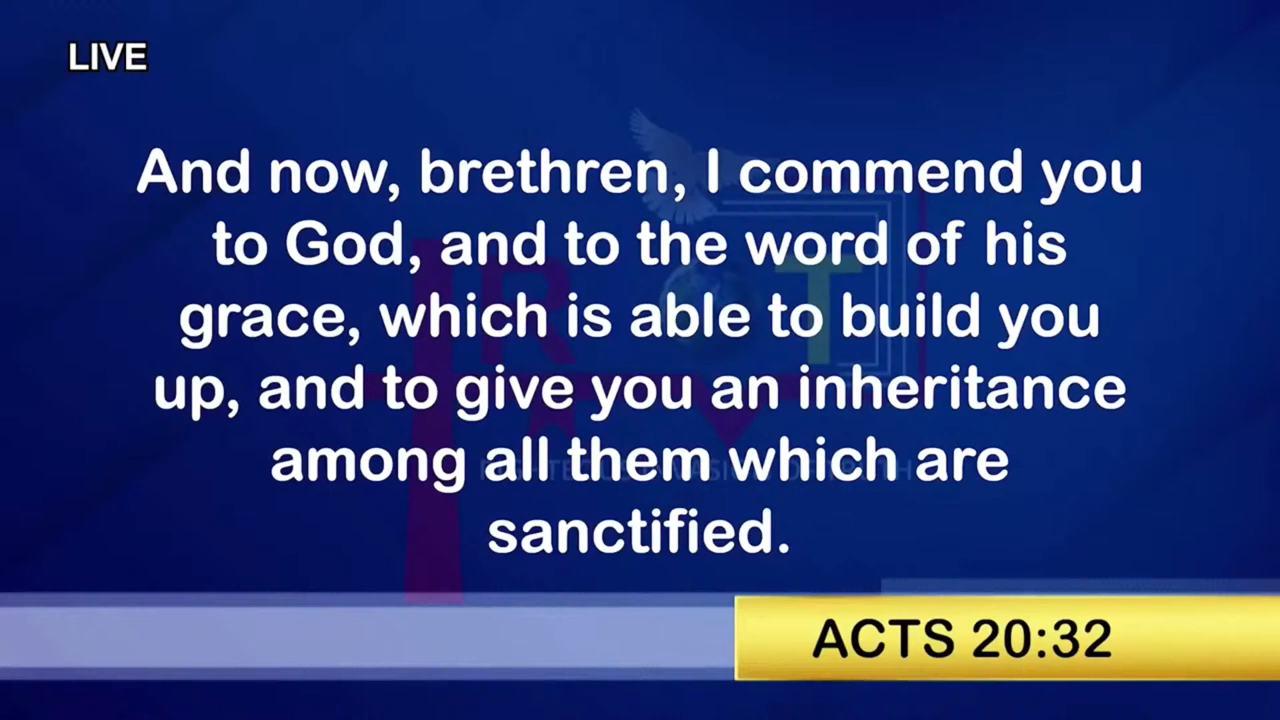 LIVE
And now, brethren, I commend you
to God, and to the word of his
grace, which is able to build you
up, and to give you an inheritance
among all them which are
sanctified.
ACTS 20:32